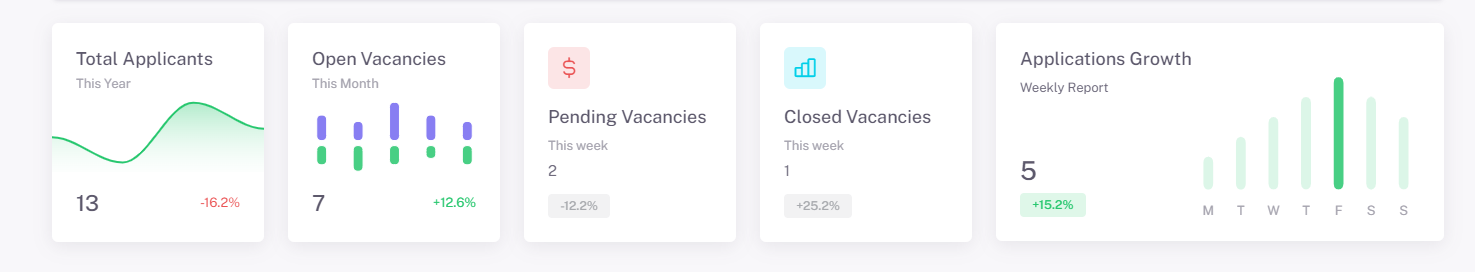 Total Applicants
This Year
13
-16.2%
Open Vacancies
This Month
7
+12.6%
$
Pending Vacancies
This week
2
-12.2%
Closed Vacancies
This week
1
+25.2%
Applications Growth
Weekly Report
5
+15.2%
M T W T F S S